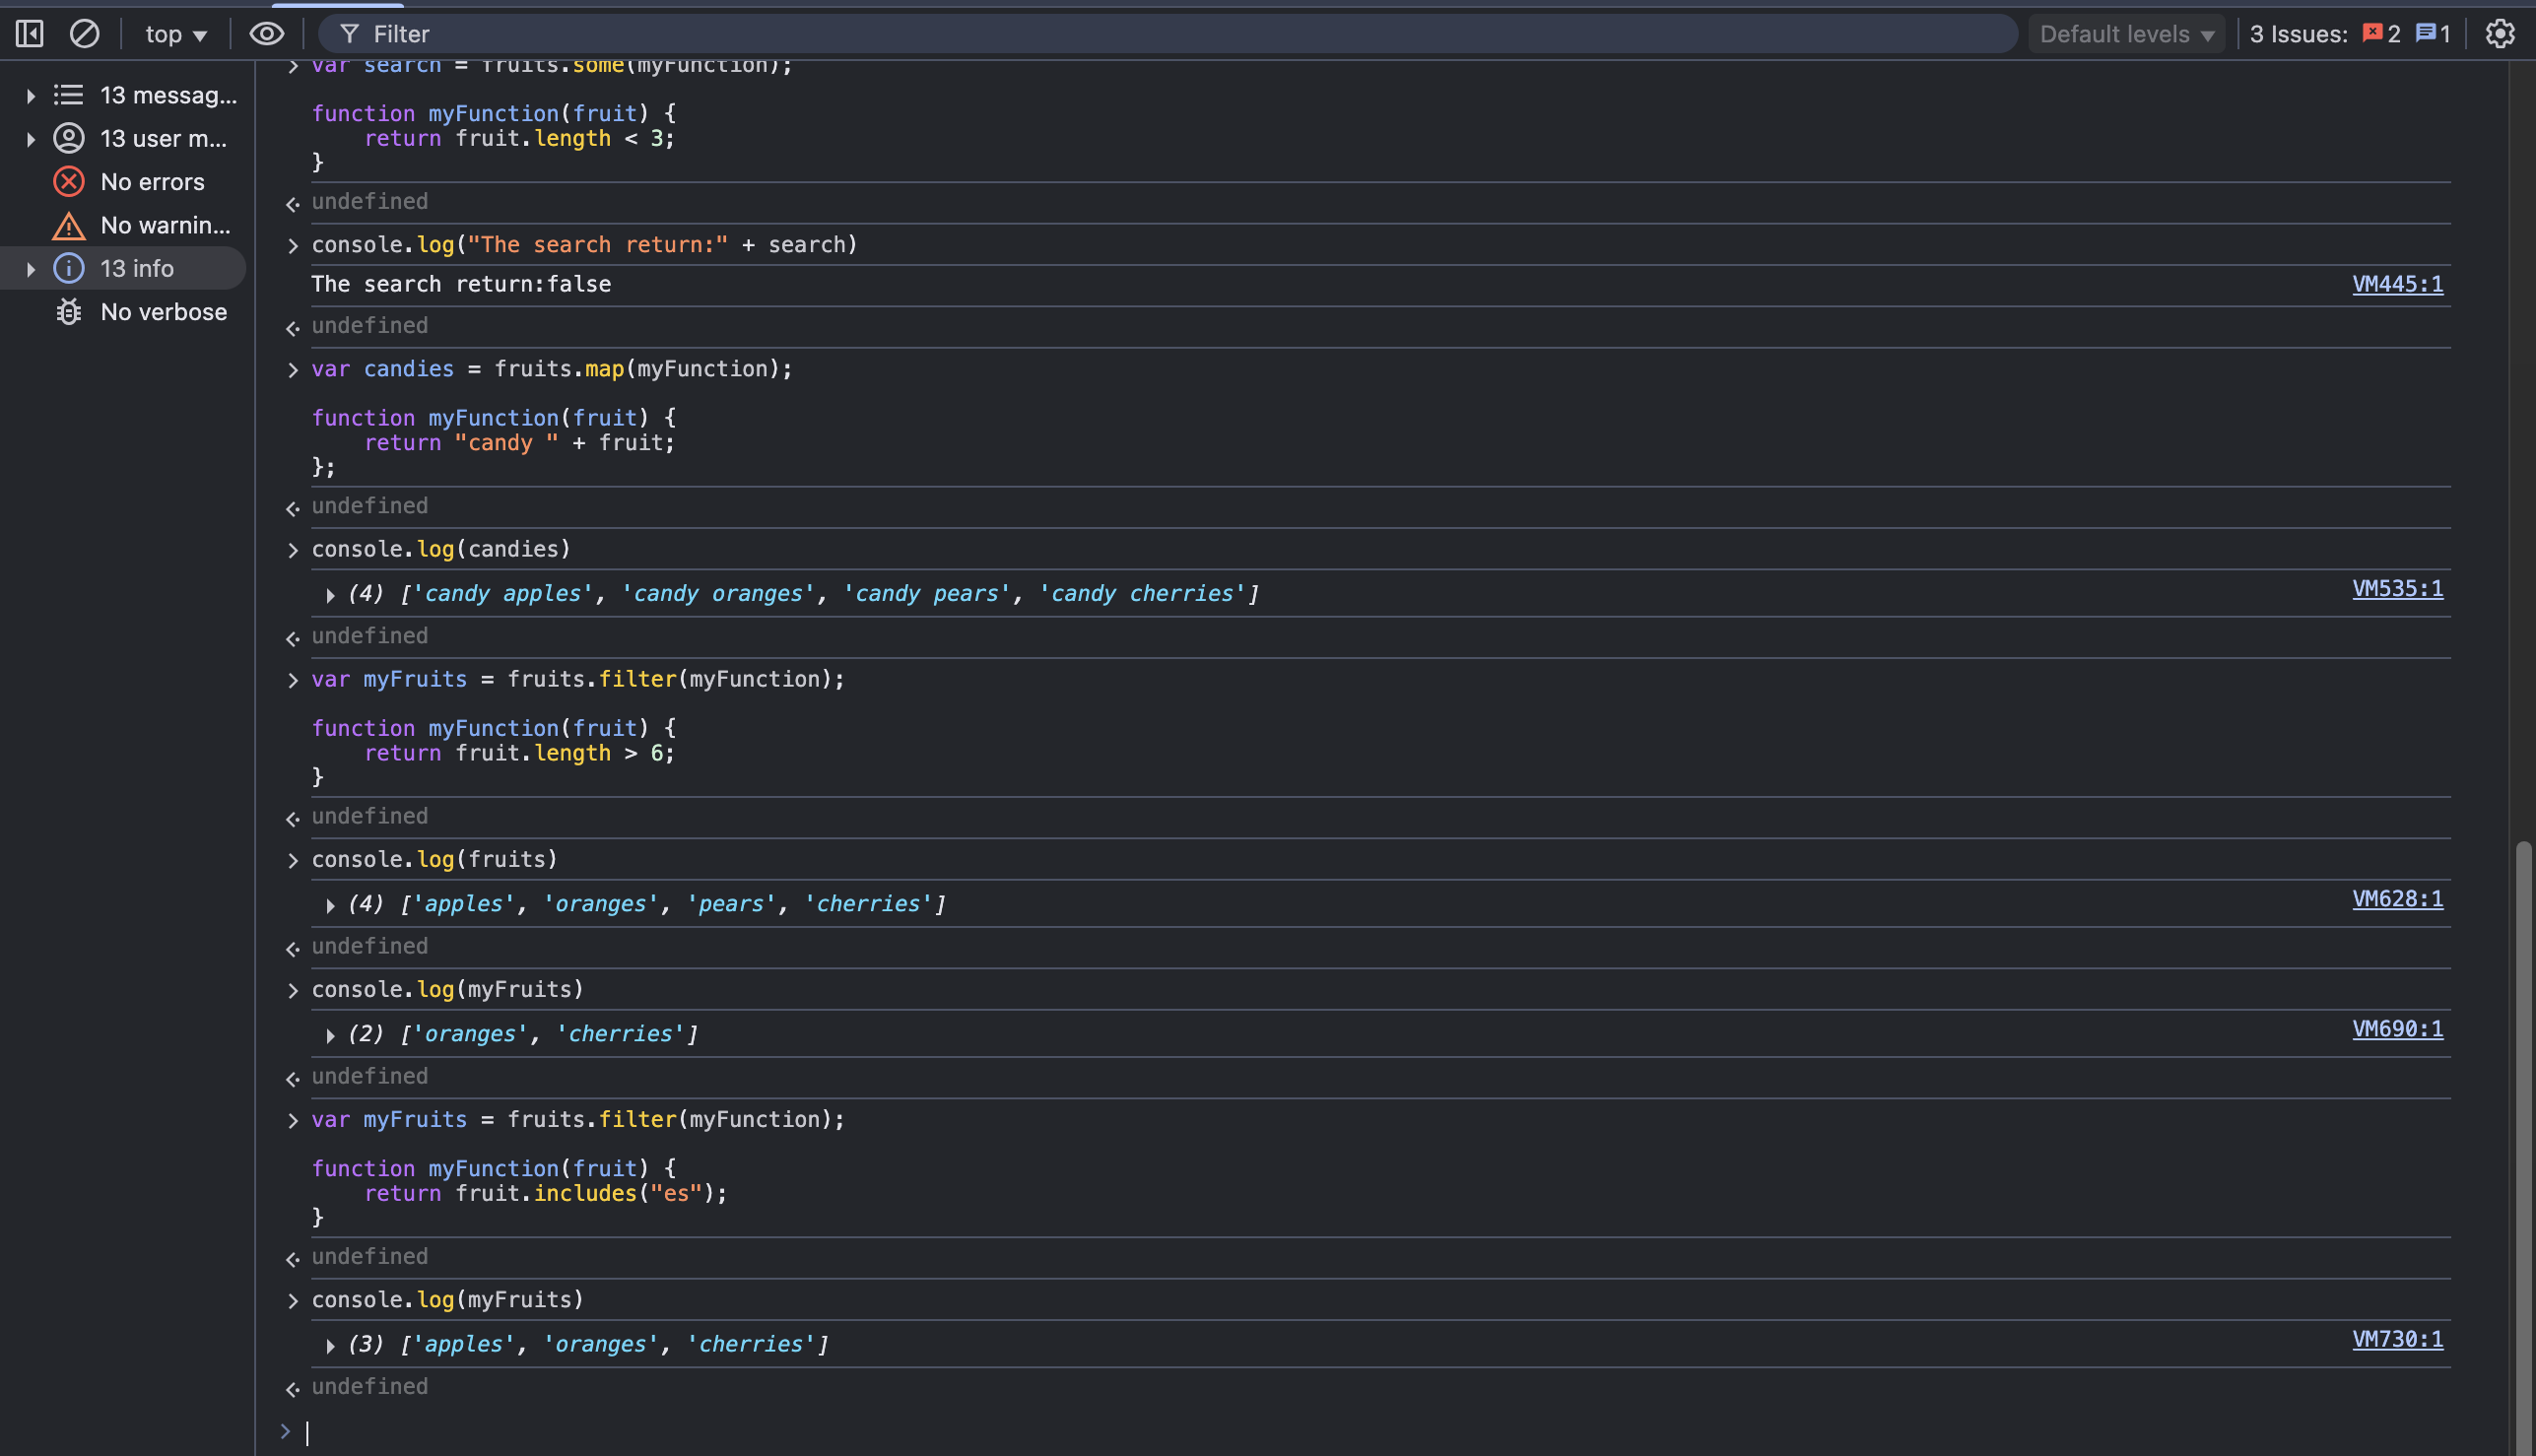 top ▼ Filter Default levels ▼ 3 Issues: 2 1
13 messag...
13 user m...
No errors
No warnin...
13 info
No verbose
var search = fruits.some(myFunction);
function myFunction(fruit) {
    return fruit.length < 3;
}
undefined
console.log("The search return:" + search)
The search return:false VM445:1
undefined
var candies = fruits.map(myFunction);
function myFunction(fruit) {
    return "candy " + fruit;
};
undefined
console.log(candies)
(4) ['candy apples', 'candy oranges', 'candy pears', 'candy cherries'] VM535:1
undefined
var myFruits = fruits.filter(myFunction);
function myFunction(fruit) {
    return fruit.length > 6;
}
undefined
console.log(fruits)
(4) ['apples', 'oranges', 'pears', 'cherries'] VM628:1
undefined
console.log(myFruits)
(2) ['oranges', 'cherries'] VM690:1
undefined
var myFruits = fruits.filter(myFunction);
function myFunction(fruit) {
    return fruit.includes("es");
}
undefined
console.log(myFruits)
(3) ['apples', 'oranges', 'cherries'] VM730:1
undefined